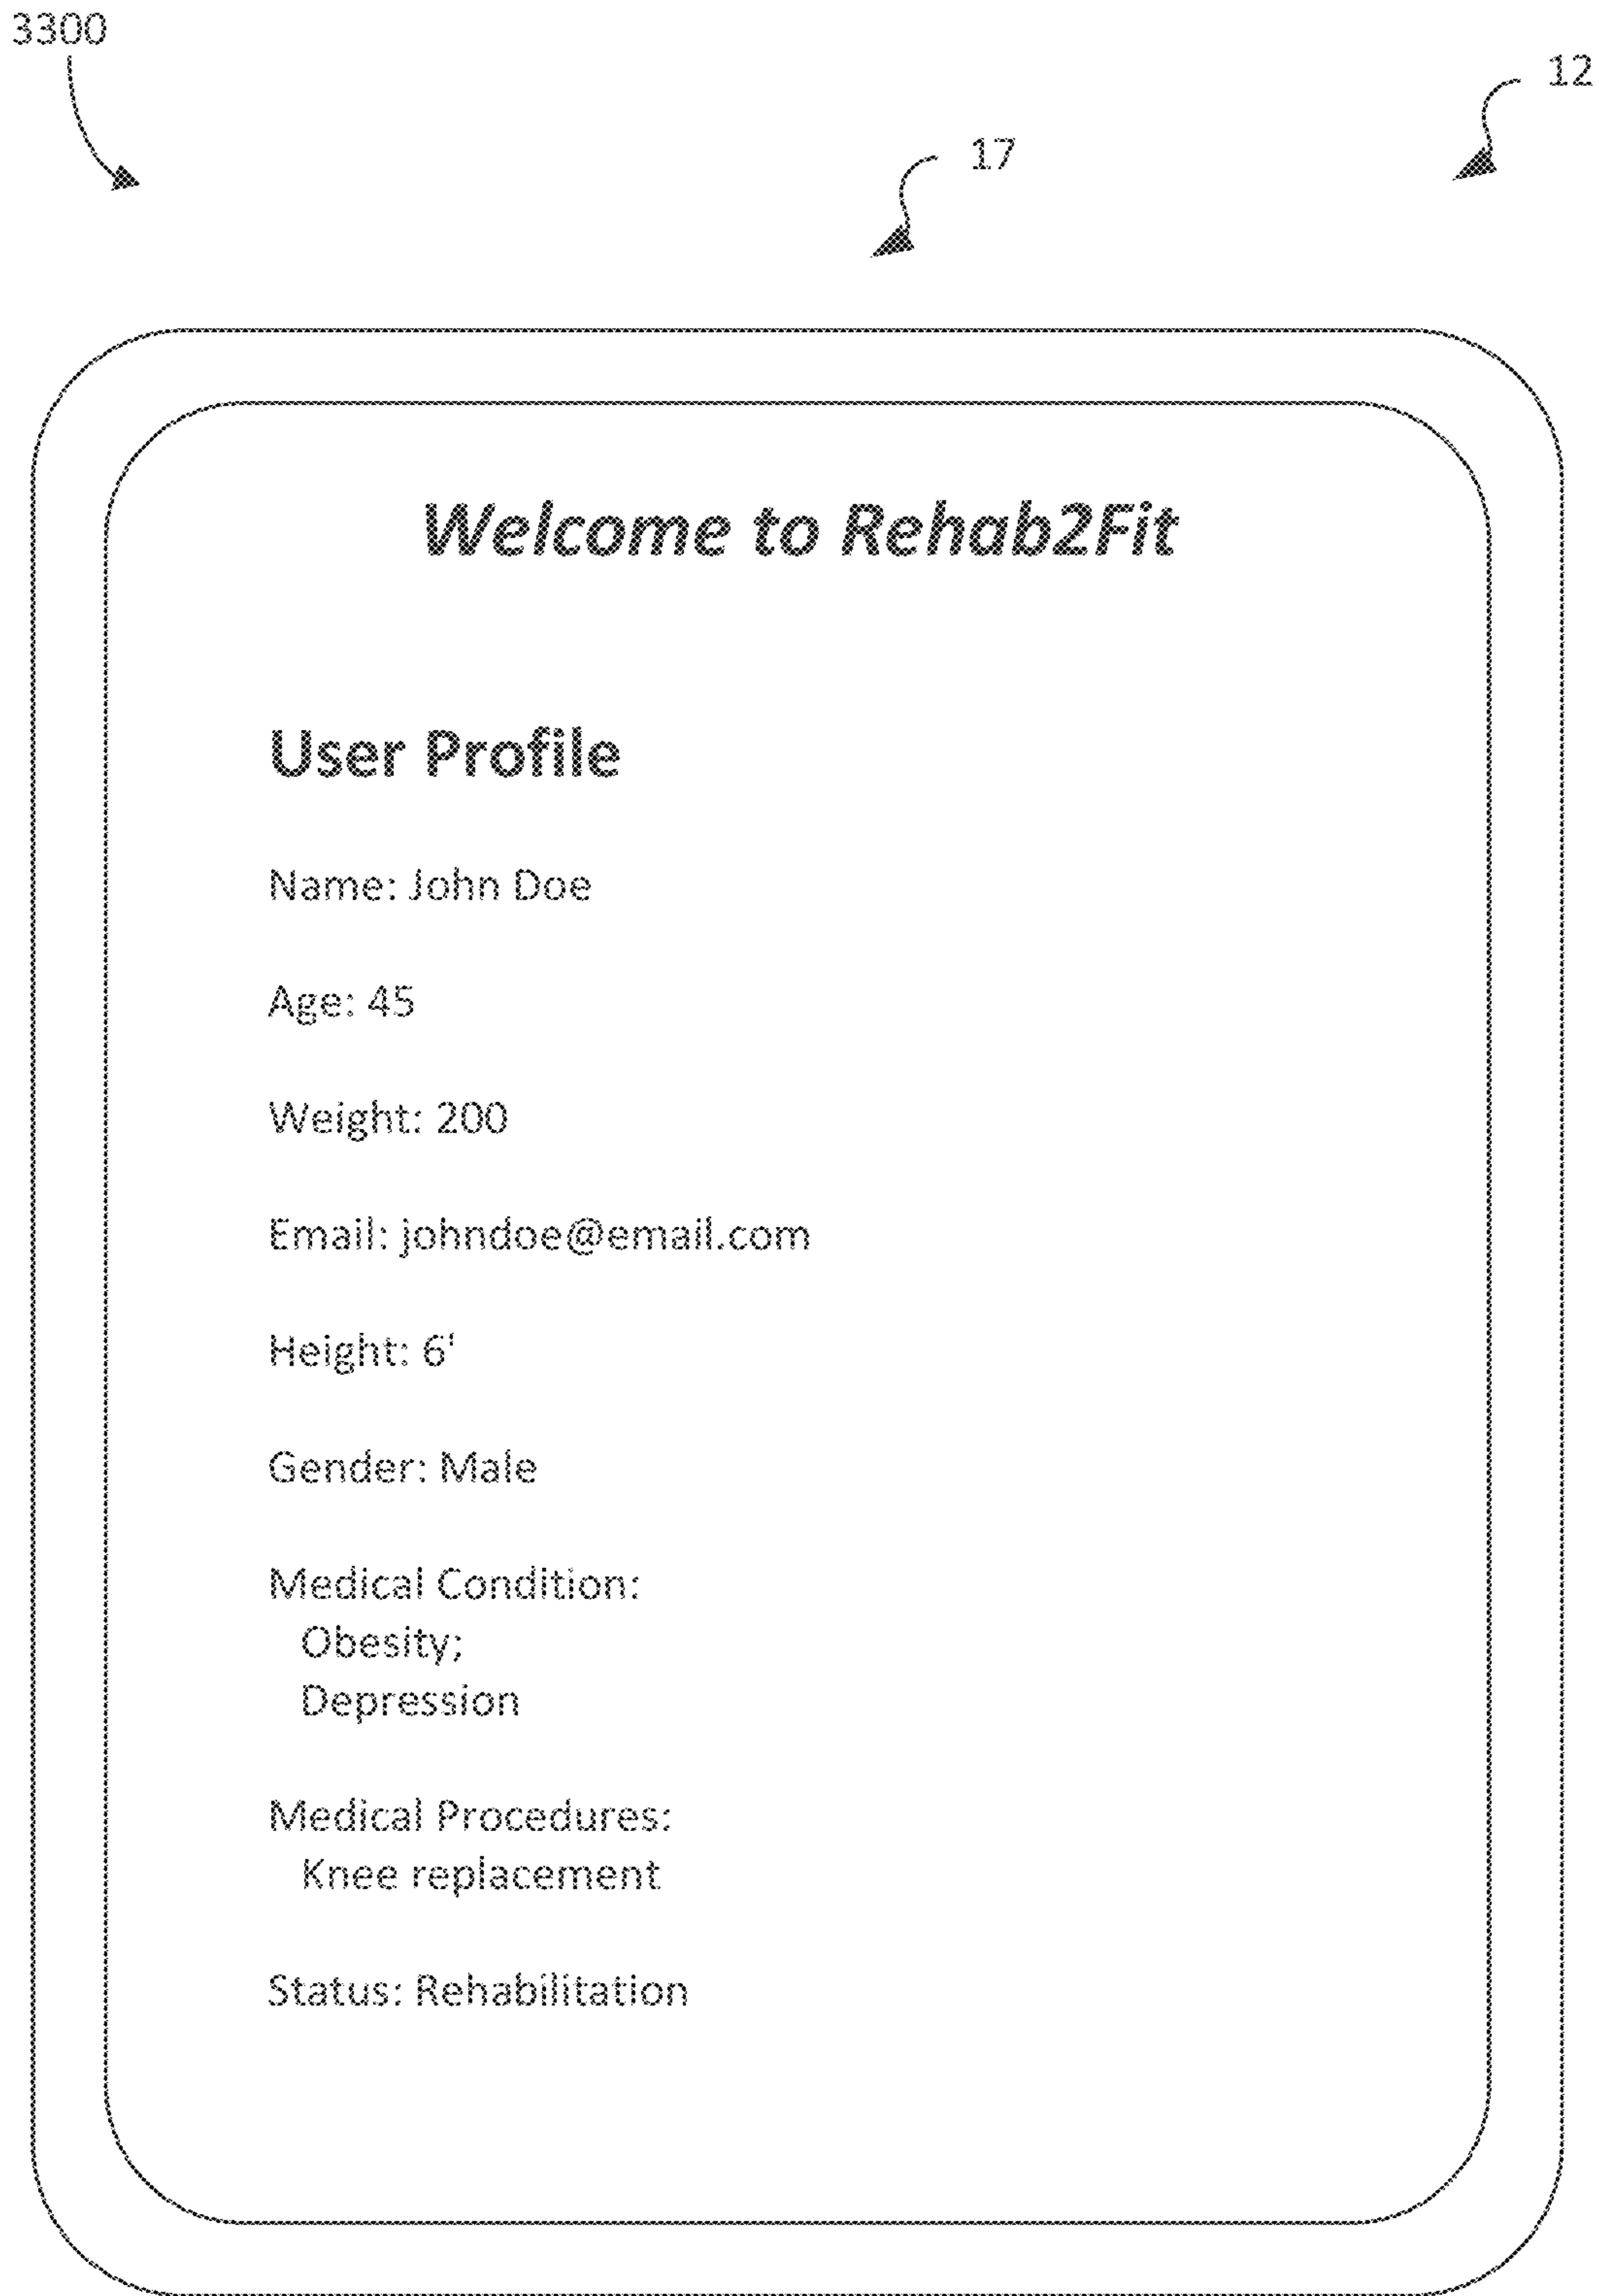 3300
12
17
Welcome to Rehab2Fit
User Profile
Name: John Doe
Age: 45
Weight: 200
Email: johndoe@email.com
Height: 6'
Gender: Male
Medical Condition:
Obesity;
Depression
Medical Procedures:
Knee replacement
Status: Rehabilitation